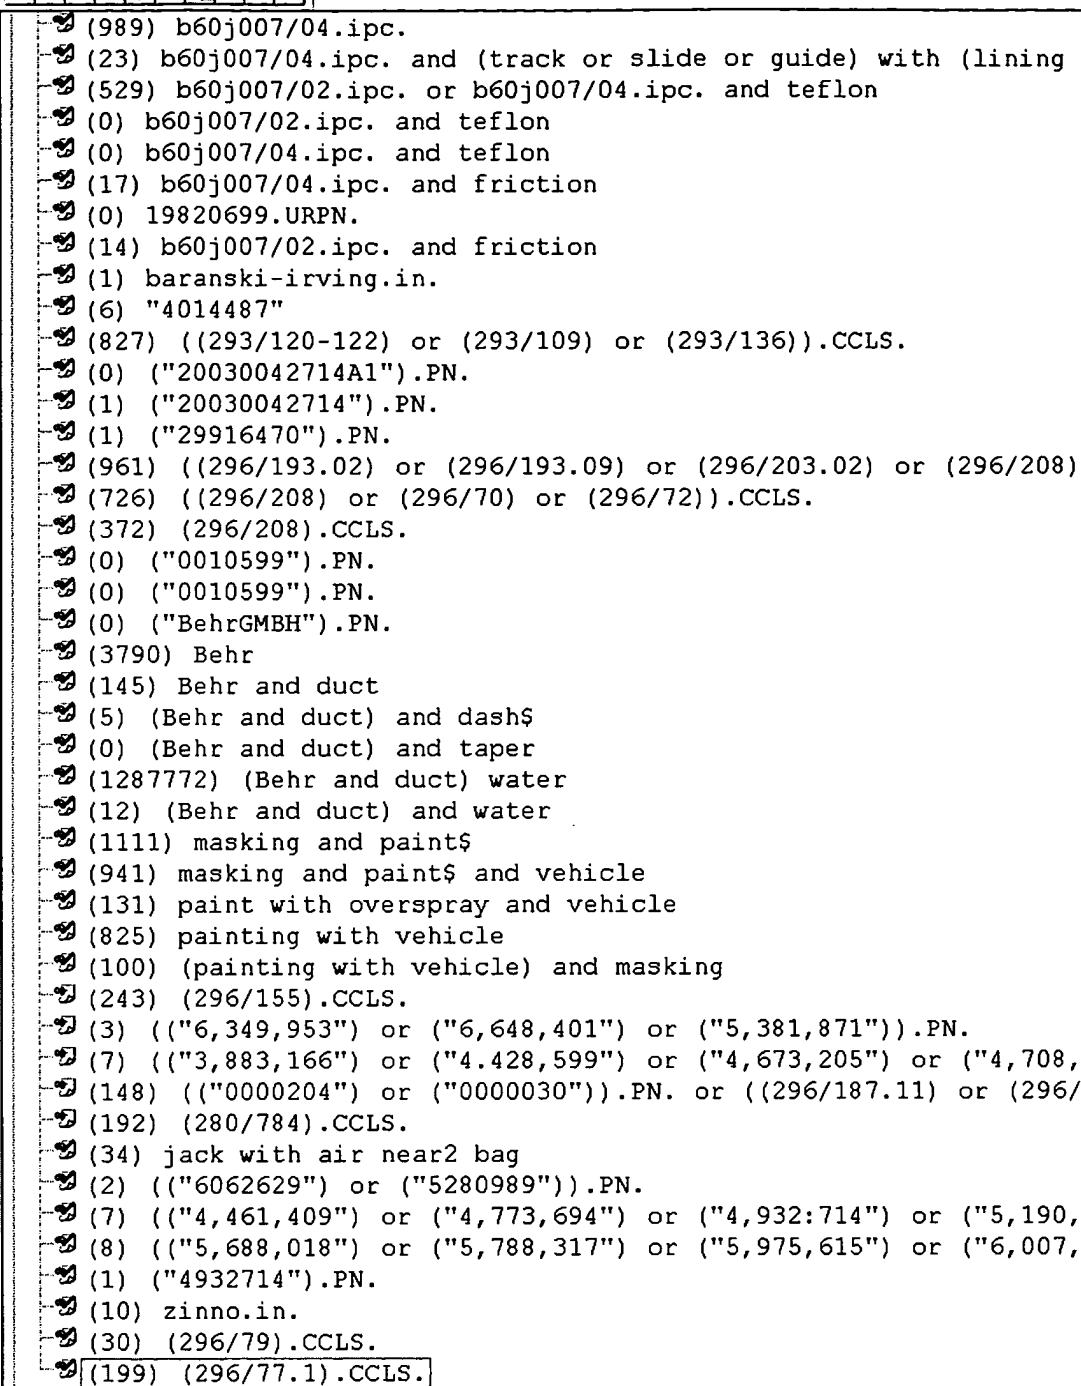 (989) b60j007/04.ipc.
(23) b60j007/04.ipc. and (track or slide or guide) with (lining
(529) b60j007/02.ipc. or b60j007/04.ipc. and teflon
(0) b60j007/02.ipc. and teflon
(0) b60j007/04.ipc. and teflon
(17) b60j007/04.ipc. and friction
(0) 19820699.URPN.
(14) b60j007/02.ipc. and friction
(1) baranski-irving.in.
(6) "4014487"
(827) ((293/120-122) or (293/109) or (293/136)).CCLS.
(0) ("20030042714A1").PN.
(1) ("20030042714").PN.
(1) ("29916470").PN.
(961) ((296/193.02) or (296/193.09) or (296/203.02) or (296/208)
(726) ((296/208) or (296/70) or (296/72)).CCLS.
(372) (296/208).CCLS.
(0) ("0010599").PN.
(0) ("0010599").PN.
(0) ("BehrGMBH").PN.
(3790) Behr
(145) Behr and duct
(5) (Behr and duct) and dash$
(0) (Behr and duct) and taper
(1287772) (Behr and duct) water
(12) (Behr and duct) and water
(1111) masking and paint$
(941) masking and paint$ and vehicle
(131) paint with overspray and vehicle
(825) painting with vehicle
(100) (painting with vehicle) and masking
(243) (296/155).CCLS.
(3) (("6,349,953") or ("6,648,401") or ("5,381,871")).PN.
(7) (("3,883,166") or ("4.428,599") or ("4,673,205") or ("4,708,
(148) (("0000204") or ("0000030")).PN. or ((296/187.11) or (296/
(192) (280/784).CCLS.
(34) jack with air near2 bag
(2) (("6062629") or ("5280989")).PN.
(7) (("4,461,409") or ("4,773,694") or ("4,932:714") or ("5,190,
(8) (("5,688,018") or ("5,788,317") or ("5,975,615") or ("6,007,
(1) ("4932714").PN.
(10) zinno.in.
(30) (296/79).CCLS.
(199) (296/77.1).CCLS.